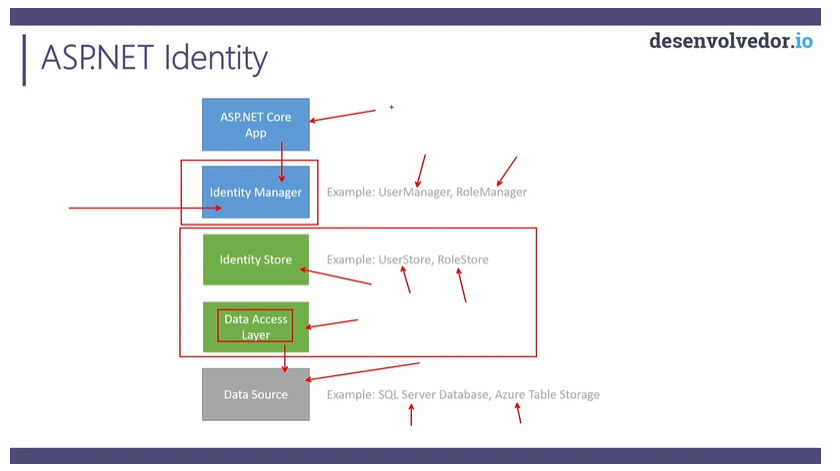 desenvolvedor.io
ASP.NET Identity
ASP.NET Core
App
Identity Manager
Example: UserManager, RoleManager
Identity Store
Example: UserStore, RoleStore
Data Access
Layer
Data Source
Example: SQL Server Database, Azure Table Storage